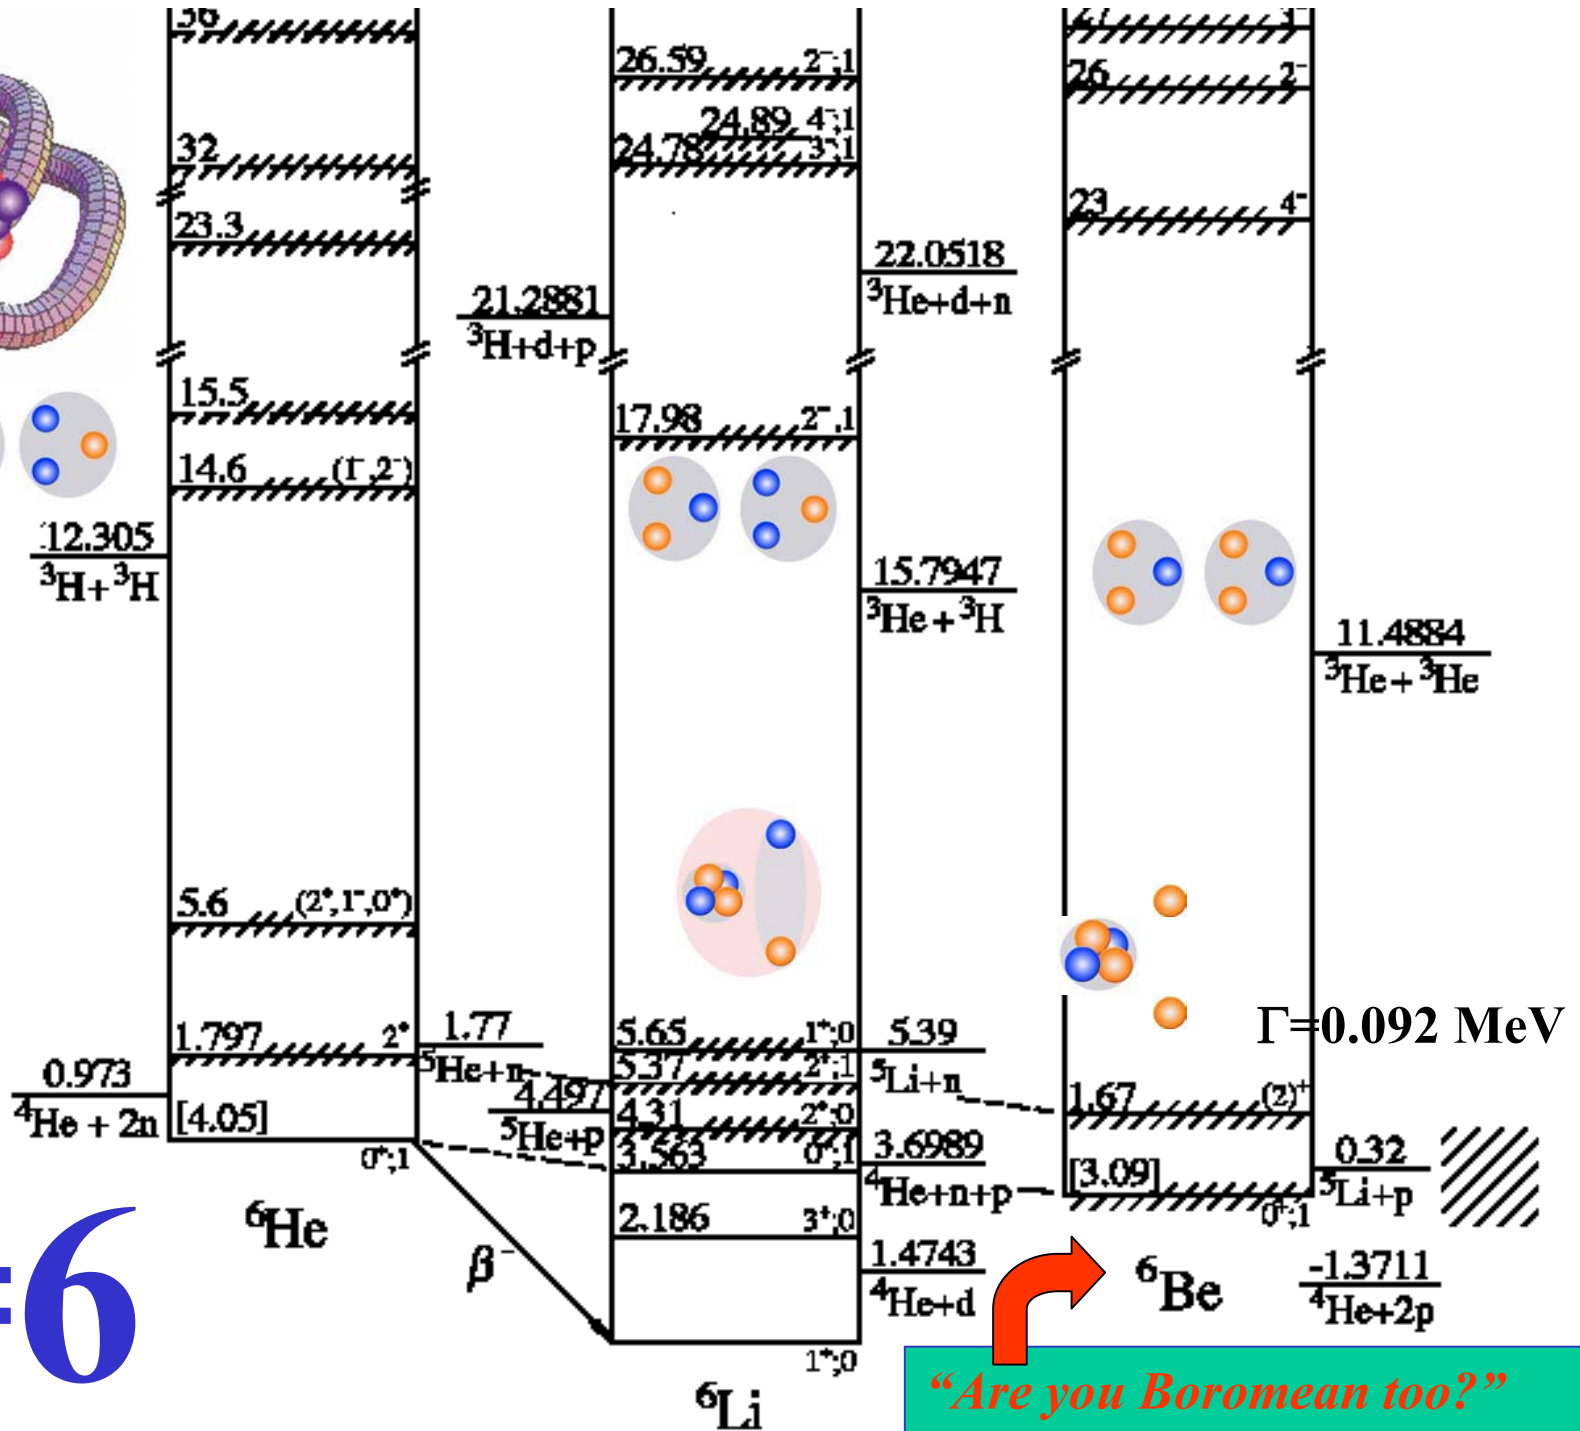 36
32
23.3
15.5
14.6 (1⁻,2⁻)
12.305
³H+³H
5.6 (2⁺,1⁻,0⁺)
1.797 2⁺
1.77
⁵He+n
0.973
⁴He + 2n
[4.05]
0⁺;1
⁶He
β⁻
=6
26.59 2⁻;1
24.89 4⁻;1
24.78 3⁻;1
22.0518
³He+d+n
21.2881
³H+d+p
17.98 2⁻;1
15.7947
³He + ³H
5.65 1⁺;0
5.39
⁵Li+n
5.37 2⁺;1
4.497
⁵He+p
4.31 2⁺;0
3.6989
⁴He+n+p
3.563 0⁺;1
2.186 3⁺;0
1.4743
⁴He+d
1⁺;0
⁶Li
27 3⁻
26 2⁻
23 4⁻
11.4884
³He + ³He
Γ=0.092 MeV
1.67 (2)⁺
0.32
⁵Li+p
[3.09]
0⁺;1
⁶Be
-1.3711
⁴He+2p
“Are you Boromean too?”